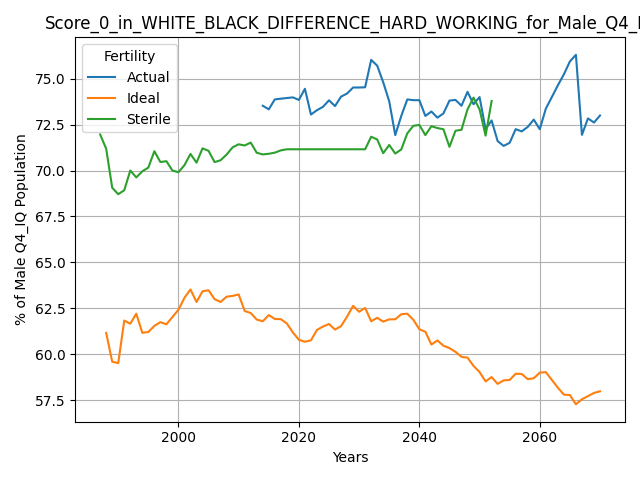 Score_0_in_WHITE_BLACK_DIFFERENCE_HARD_WORKING_for_Male_Q4_I
Fertility
Actual
Ideal
Sterile
% of Male Q4_IQ Population
75.0
72.5
70.0
67.5
65.0
62.5
60.0
57.5
2000
2020
2040
2060
Years